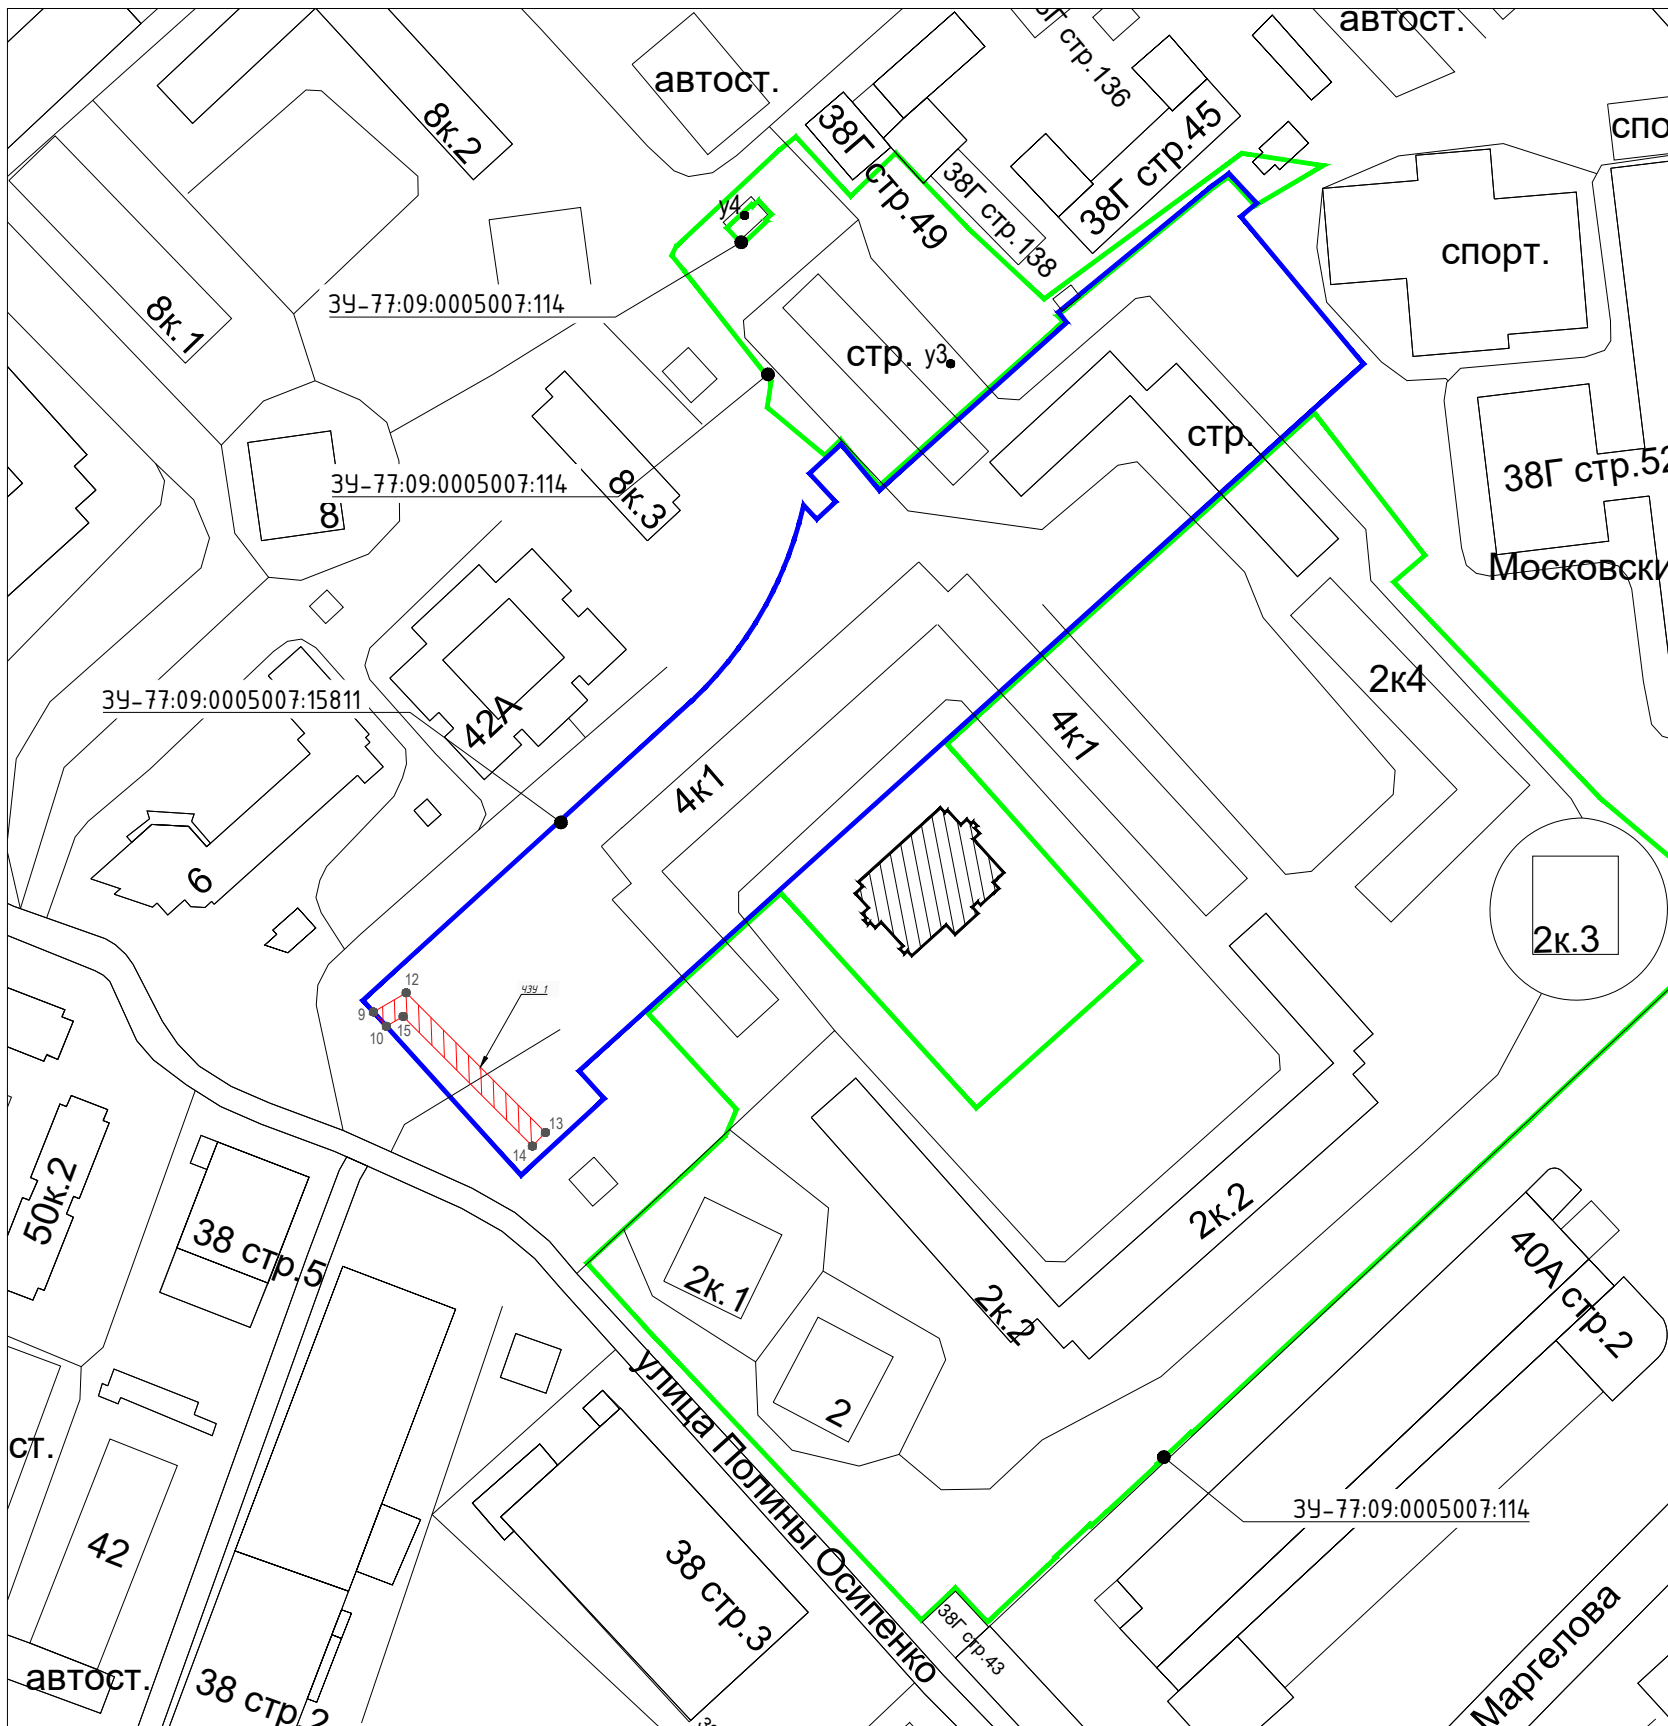 автост.
38Г стр.136
автост.
8к.2
38Г стр.49
38Г стр.138
38Г стр.45
спо
у4
спорт.
ЗУ-77:09:0005007:114
8к.1
стр. у3
стр.
38Г стр.52
ЗУ-77:09:0005007:114
8
8к.3
Московски
2к4
ЗУ-77:09:0005007:15811
42А
4к1
4к1
6
2к.3
12
чзу 1
9
10
15
13
14
50к.2
38 стр.5
2к.2
2к.1
2к.2
40А стр.2
2
улица Полины Осипенко
ст.
42
ЗУ-77:09:0005007:114
38 стр.3
38Г стр.43
Маргелова
автост.
38 стр.2